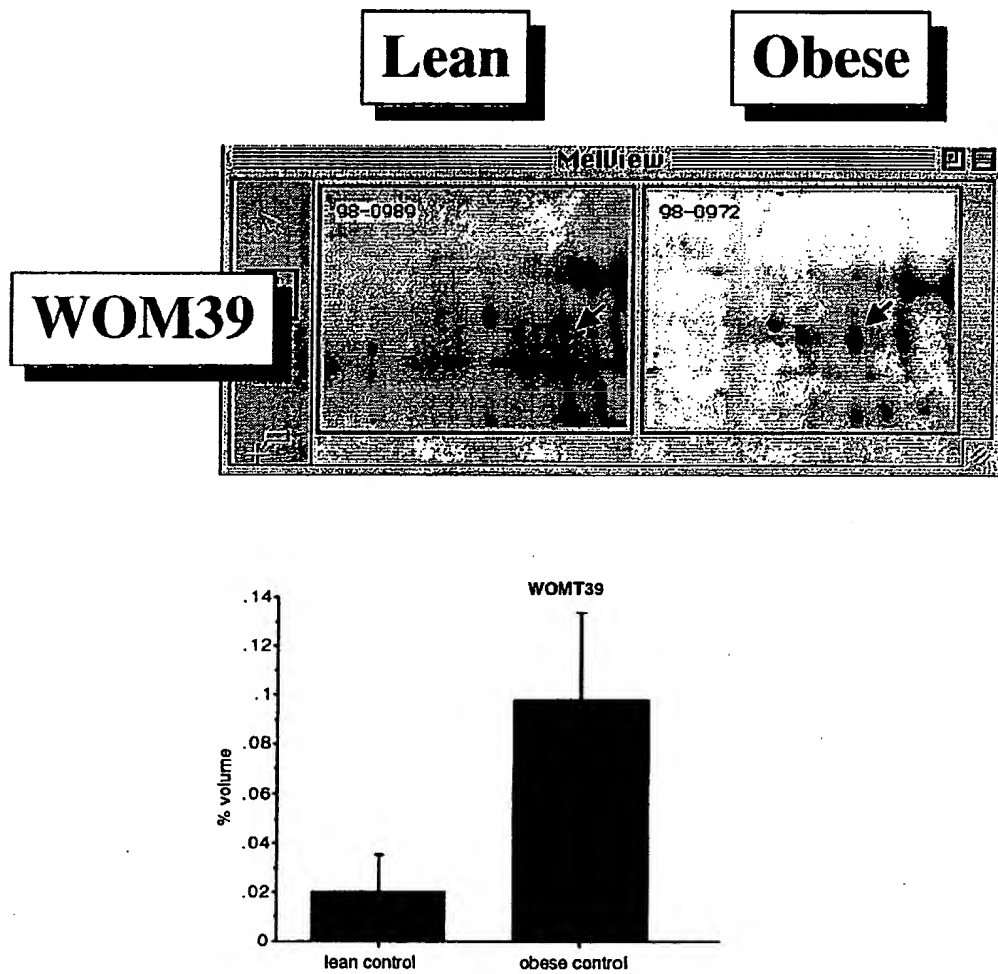 Lean
Obese
MelView
98-0989
98-0972
WOM39
WOMT39
.14
.12
.1
.08
.06
.04
.02
0
% volume
lean control
obese control